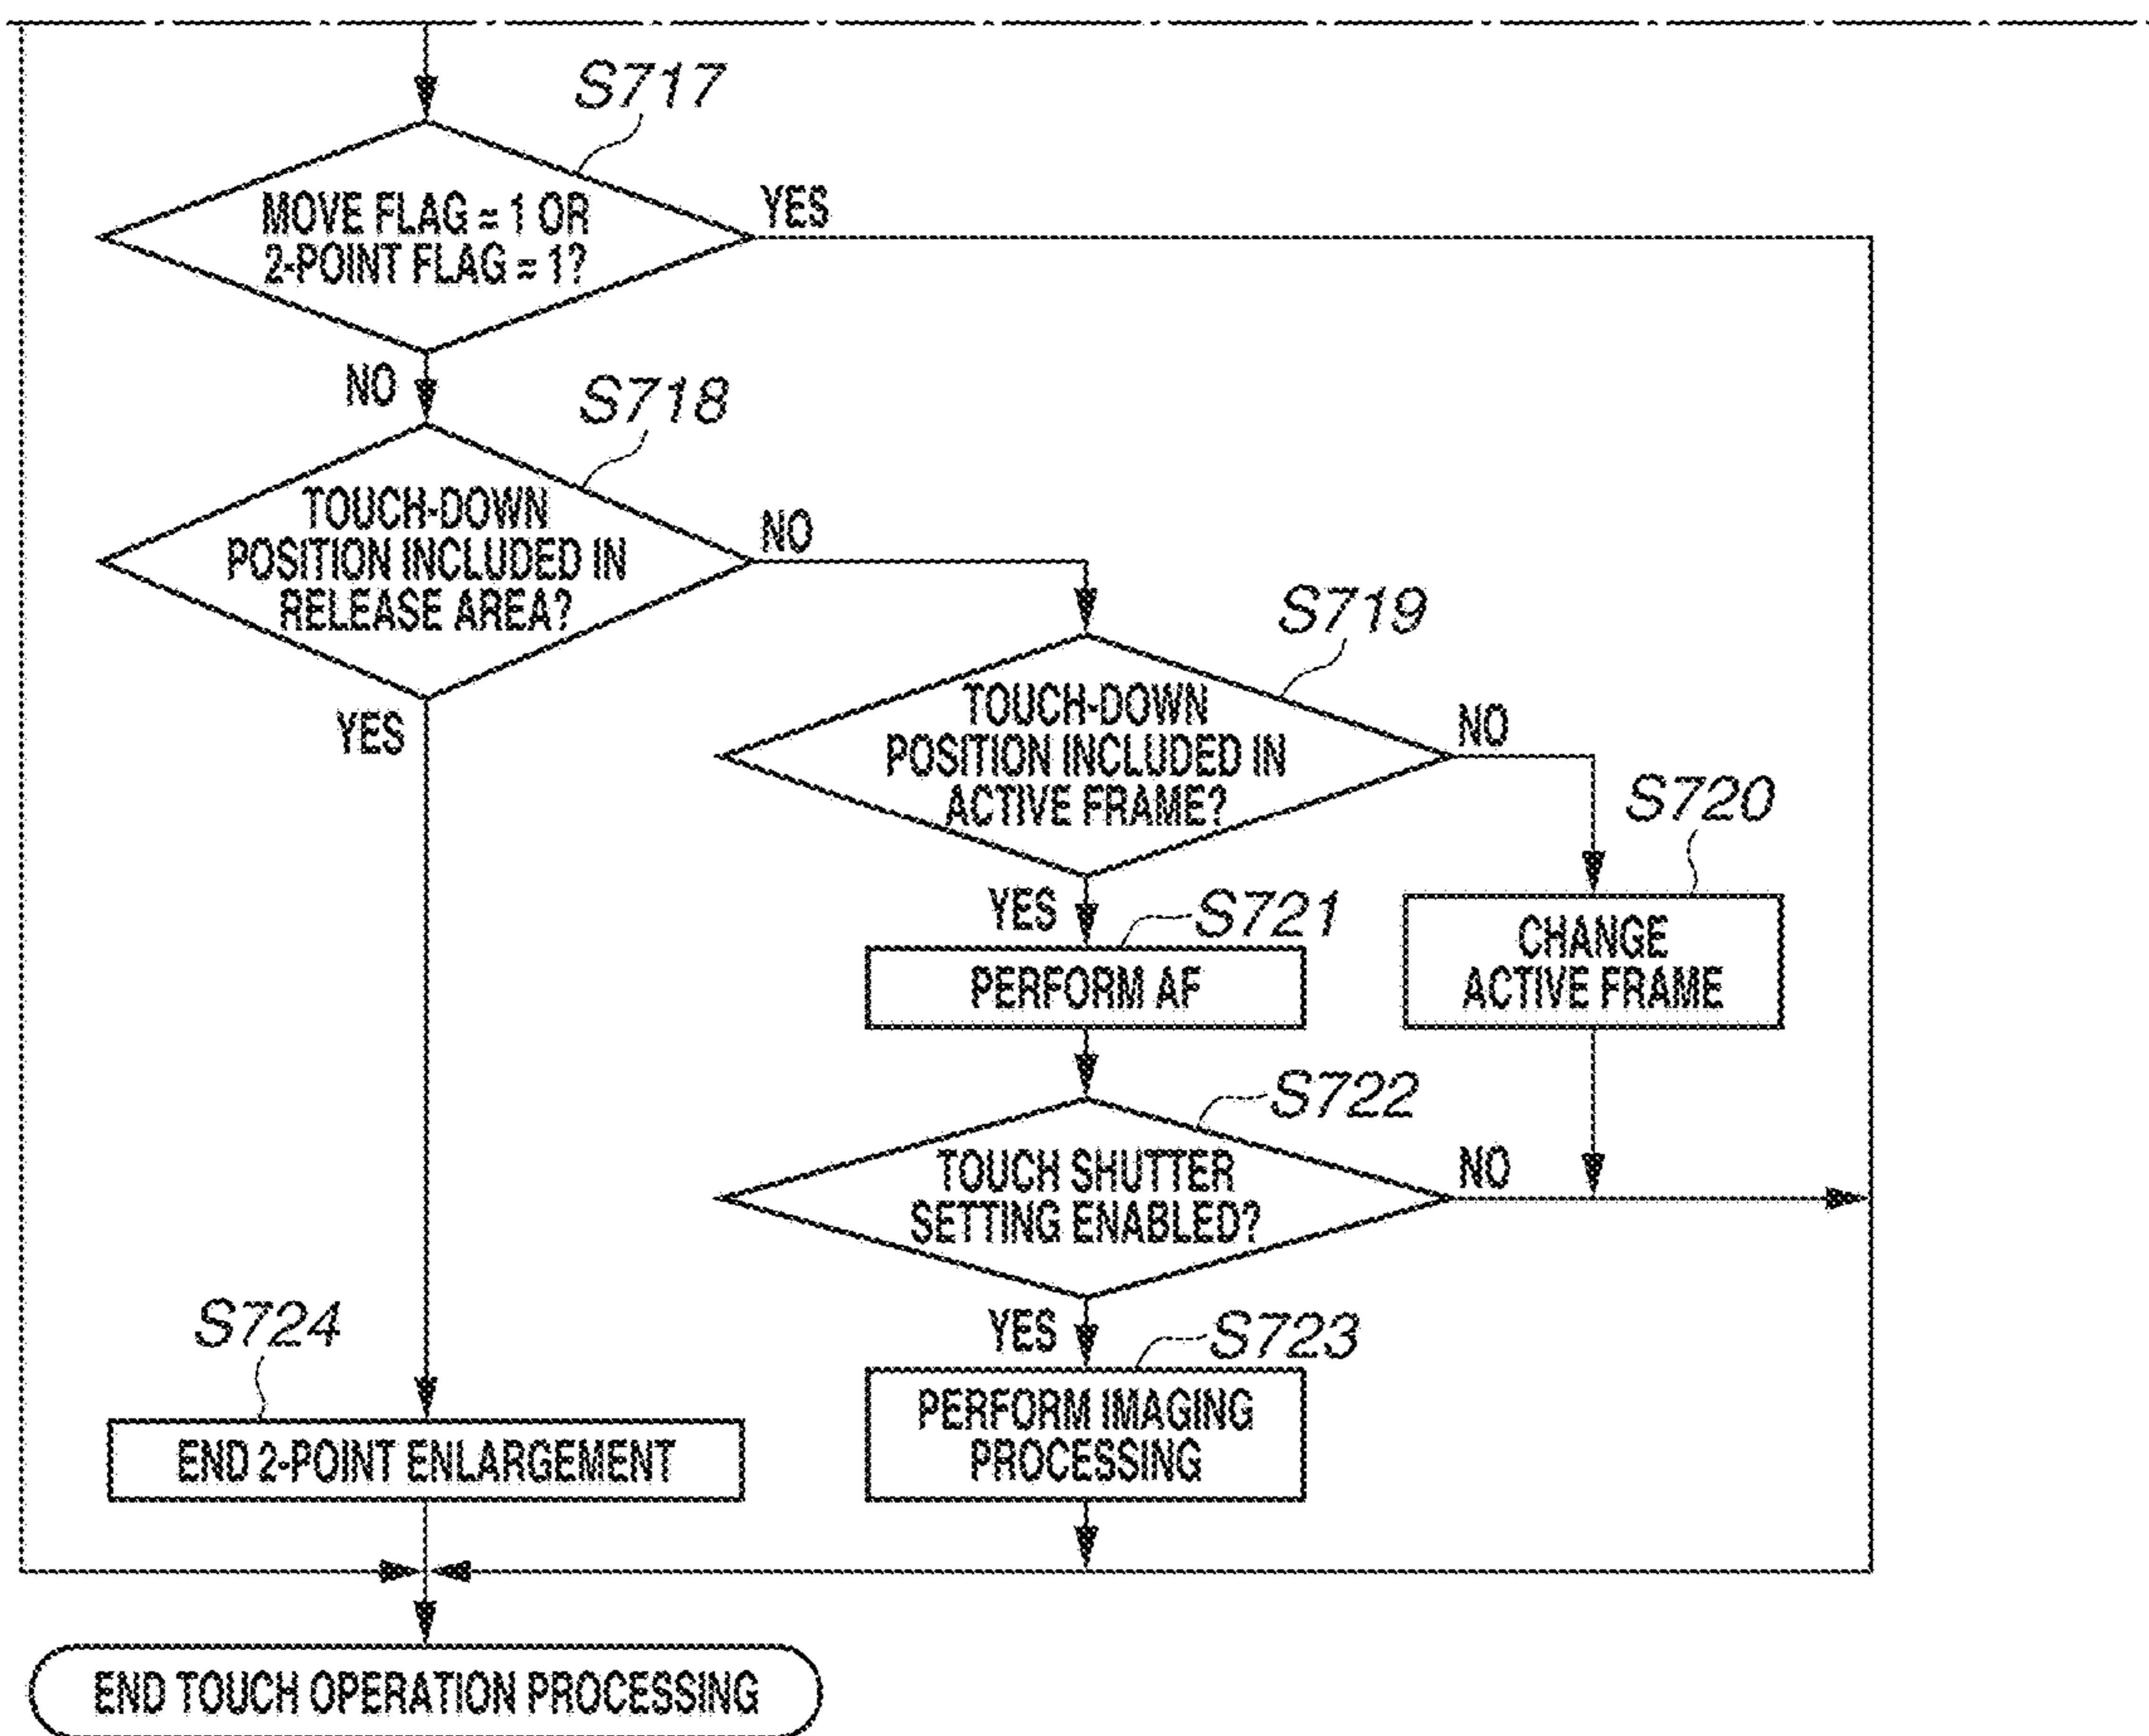 S717
MOVE FLAG = 1 OR
2-POINT FLAG = 1?
YES
NO
S718
TOUCH-DOWN
POSITION INCLUDED IN
RELEASE AREA?
NO
YES
S719
TOUCH-DOWN
POSITION INCLUDED IN
ACTIVE FRAME?
NO
YES
S720
CHANGE
ACTIVE FRAME
S721
PERFORM AF
S722
TOUCH SHUTTER
SETTING ENABLED?
NO
YES
S723
PERFORM IMAGING
PROCESSING
S724
END 2-POINT ENLARGEMENT
END TOUCH OPERATION PROCESSING